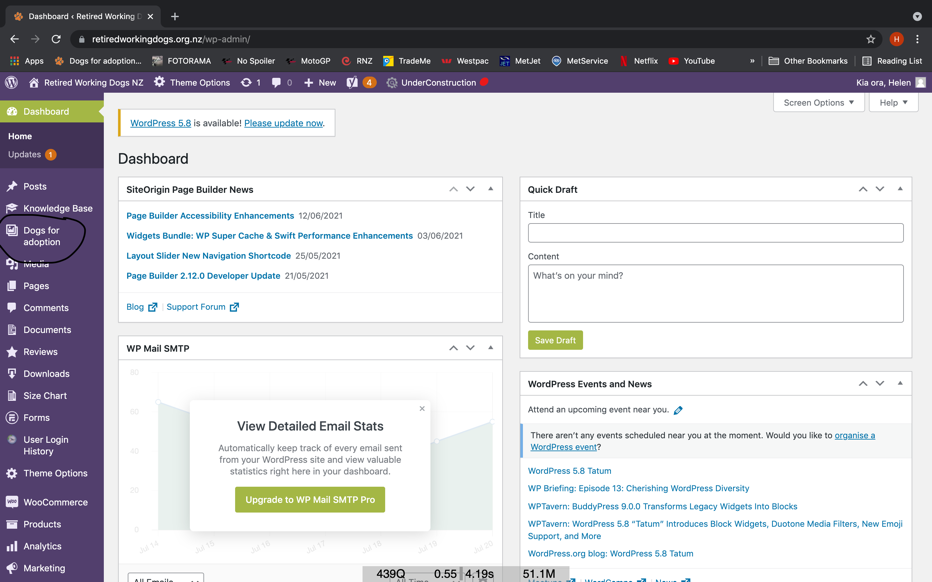 Dashboard ‹ Retired Working D
retiredworkingdogs.org.nz/wp-admin/
H
Apps Dogs for adoption... FOTORAMA No Spoiler MotoGP RNZ TradeMe Westpac MetJet MetService Netflix YouTube » Other Bookmarks Reading List
Retired Working Dogs NZ Theme Options 1 0 New 4 UnderConstruction Kia ora, Helen
Dashboard
Home
Updates 1
Posts
Knowledge Base
Dogs for
adoption
Media
Pages
Comments
Documents
Reviews
Downloads
Size Chart
Forms
User Login
History
Theme Options
WooCommerce
Products
Analytics
Marketing
Screen Options Help
WordPress 5.8 is available! Please update now.
Dashboard
SiteOrigin Page Builder News
Page Builder Accessibility Enhancements 12/06/2021
Widgets Bundle: WP Super Cache & Swift Performance Enhancements 03/06/2021
Layout Slider New Navigation Shortcode 25/05/2021
Page Builder 2.12.0 Developer Update 21/05/2021
Blog | Support Forum
WP Mail SMTP
80
60
40
20
0
Jul 14
Jul 15
Jul 16
Jul 17
Jul 18
Jul 19
Jul 20
View Detailed Email Stats
Automatically keep track of every email sent
from your WordPress site and view valuable
statistics right here in your dashboard.
Upgrade to WP Mail SMTP Pro
All Emails
All Time
Quick Draft
Title
Content
What's on your mind?
Save Draft
WordPress Events and News
Attend an upcoming event near you.
There aren't any events scheduled near you at the moment. Would you like to organise a
WordPress event?
WordPress 5.8 Tatum
WP Briefing: Episode 13: Cherishing WordPress Diversity
WPTavern: BuddyPress 9.0.0 Transforms Legacy Widgets Into Blocks
WPTavern: WordPress 5.8 "Tatum" Introduces Block Widgets, Duotone Media Filters, New Emoji
Support, and More
WordPress.org blog: WordPress 5.8 Tatum
439Q 0.55 4.19s 51.1M